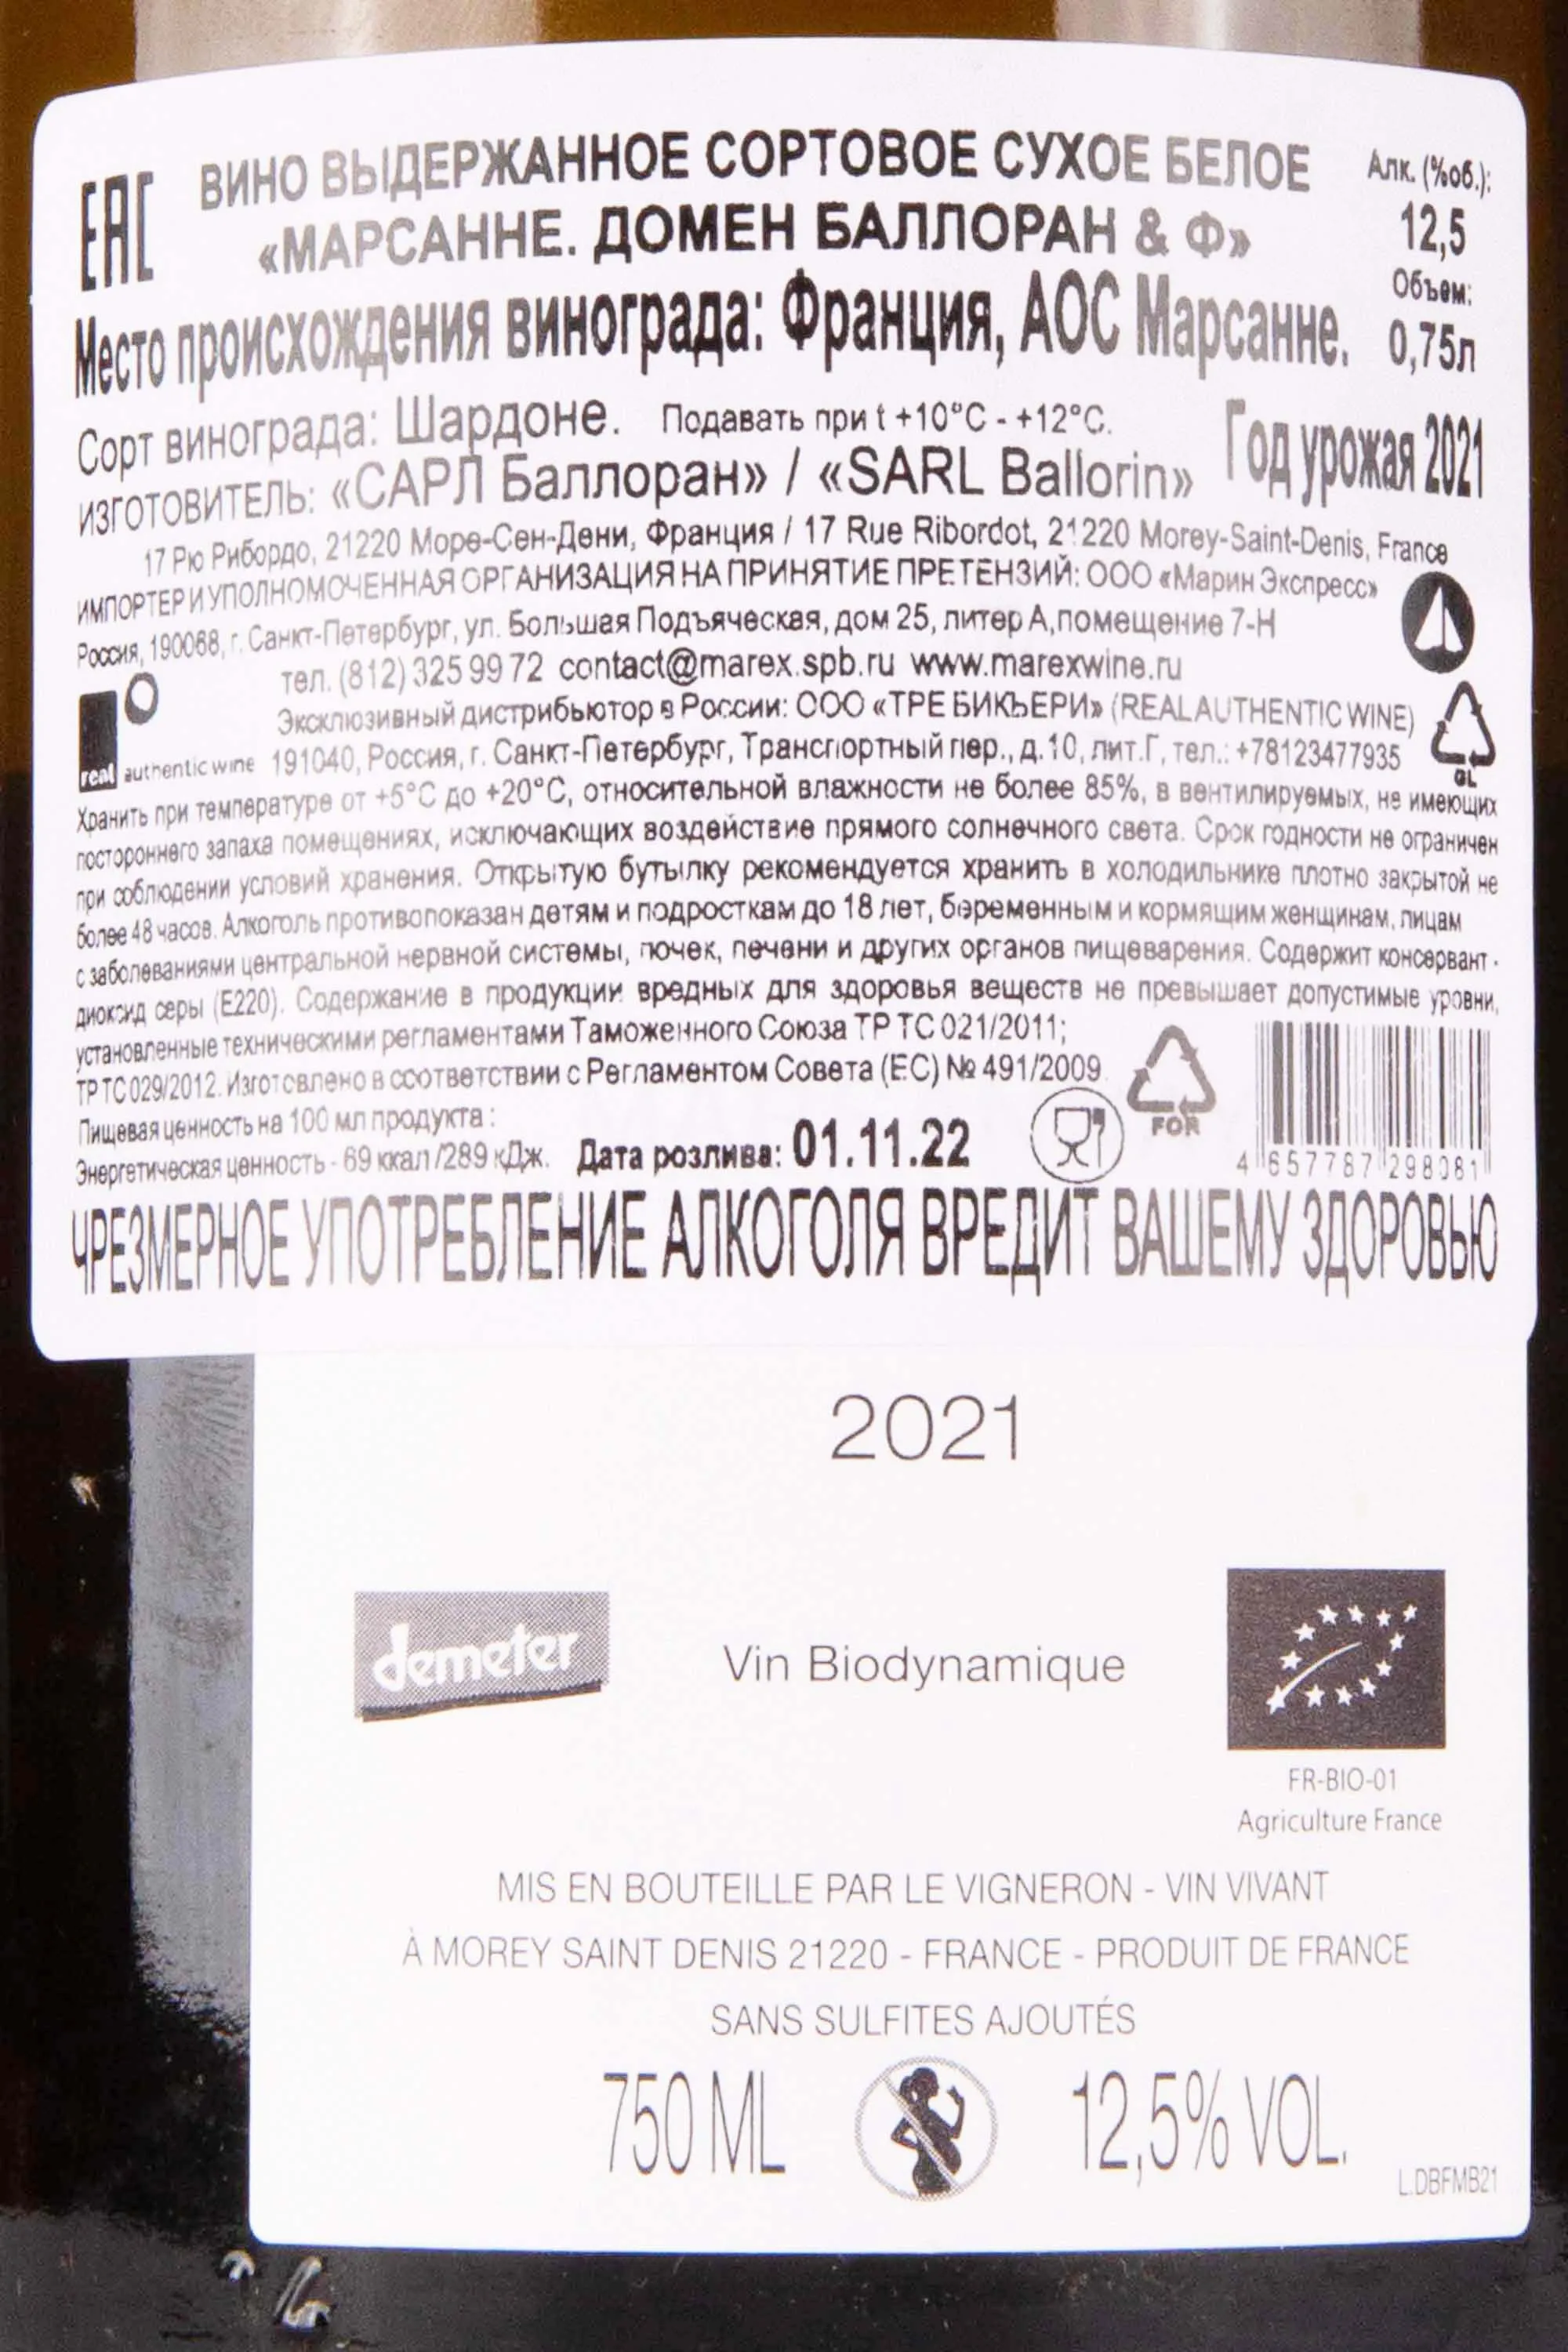 ЕАС
ВИНО ВЫДЕРЖАННОЕ СОРТОВОЕ СУХОЕ БЕЛОЕ
«МАРСАННЕ. ДОМЕН БАЛЛОРАН & Ф»
Алк. (%об.):
12,5
Объем:
0,75л
Место происхождения винограда: Франция, АОС Марсанне.
Сорт винограда: Шардоне. Подавать при t +10°C - +12°C.
Год урожая 2021
ИЗГОТОВИТЕЛЬ: «САРЛ Баллоран» / «SARL Ballorin»
17 Рю Рибордо, 21220 Море-Сен-Дени, Франция / 17 Rue Ribordot, 21220 Morey-Saint-Denis, France
ИМПОРТЕР И УПОЛНОМОЧЕННАЯ ОРГАНИЗАЦИЯ НА ПРИНЯТИЕ ПРЕТЕНЗИЙ: ООО «Марин Экспресс»
Россия, 190068, г. Санкт-Петербург, ул. Большая Подъяческая, дом 25, литер А, помещение 7-Н
тел. (812) 325 99 72 contact@marex.spb.ru www.marexwine.ru
Эксклюзивный дистрибьютор в России: ООО «ТРЕ БИКЬЕРИ» (REAL AUTHENTIC WINE)
real authentic wine
191040, Россия, г. Санкт-Петербург, Транспортный пер., д.10, лит.Г, тел.: +78123477935
GL
Хранить при температуре от +5°C до +20°C, относительной влажности не более 85%, в вентилируемых, не имеющих
постороннего запаха помещениях, исключающих воздействие прямого солнечного света. Срок годности не ограничен
при соблюдении условий хранения. Открытую бутылку рекомендуется хранить в холодильнике плотно закрытой не
более 48 часов. Алкоголь противопоказан детям и подросткам до 18 лет, беременным и кормящим женщинам, лицам
с заболеваниями центральной нервной системы, почек, печени и других органов пищеварения. Содержит консервант -
диоксид серы (Е220). Содержание в продукции вредных для здоровья веществ не превышает допустимые уровни,
установленные техническими регламентами Таможенного Союза ТР ТС 021/2011;
ТР ТС 029/2012. Изготовлено в соответствии с Регламентом Совета (ЕС) № 491/2009
Пищевая ценность на 100 мл продукта :
Энергетическая ценность - 69 ккал /289 кДж. Дата розлива: 01.11.22
FOR
4 657787 298081
ЧРЕЗМЕРНОЕ УПОТРЕБЛЕНИЕ АЛКОГОЛЯ ВРЕДИТ ВАШЕМУ ЗДОРОВЬЮ
2021
demeter
Vin Biodynamique
FR-BIO-01
Agriculture France
MIS EN BOUTEILLE PAR LE VIGNERON - VIN VIVANT
À MOREY SAINT DENIS 21220 - FRANCE - PRODUIT DE FRANCE
SANS SULFITES AJOUTÉS
750 ML
12,5% VOL.
L.DBFMB21